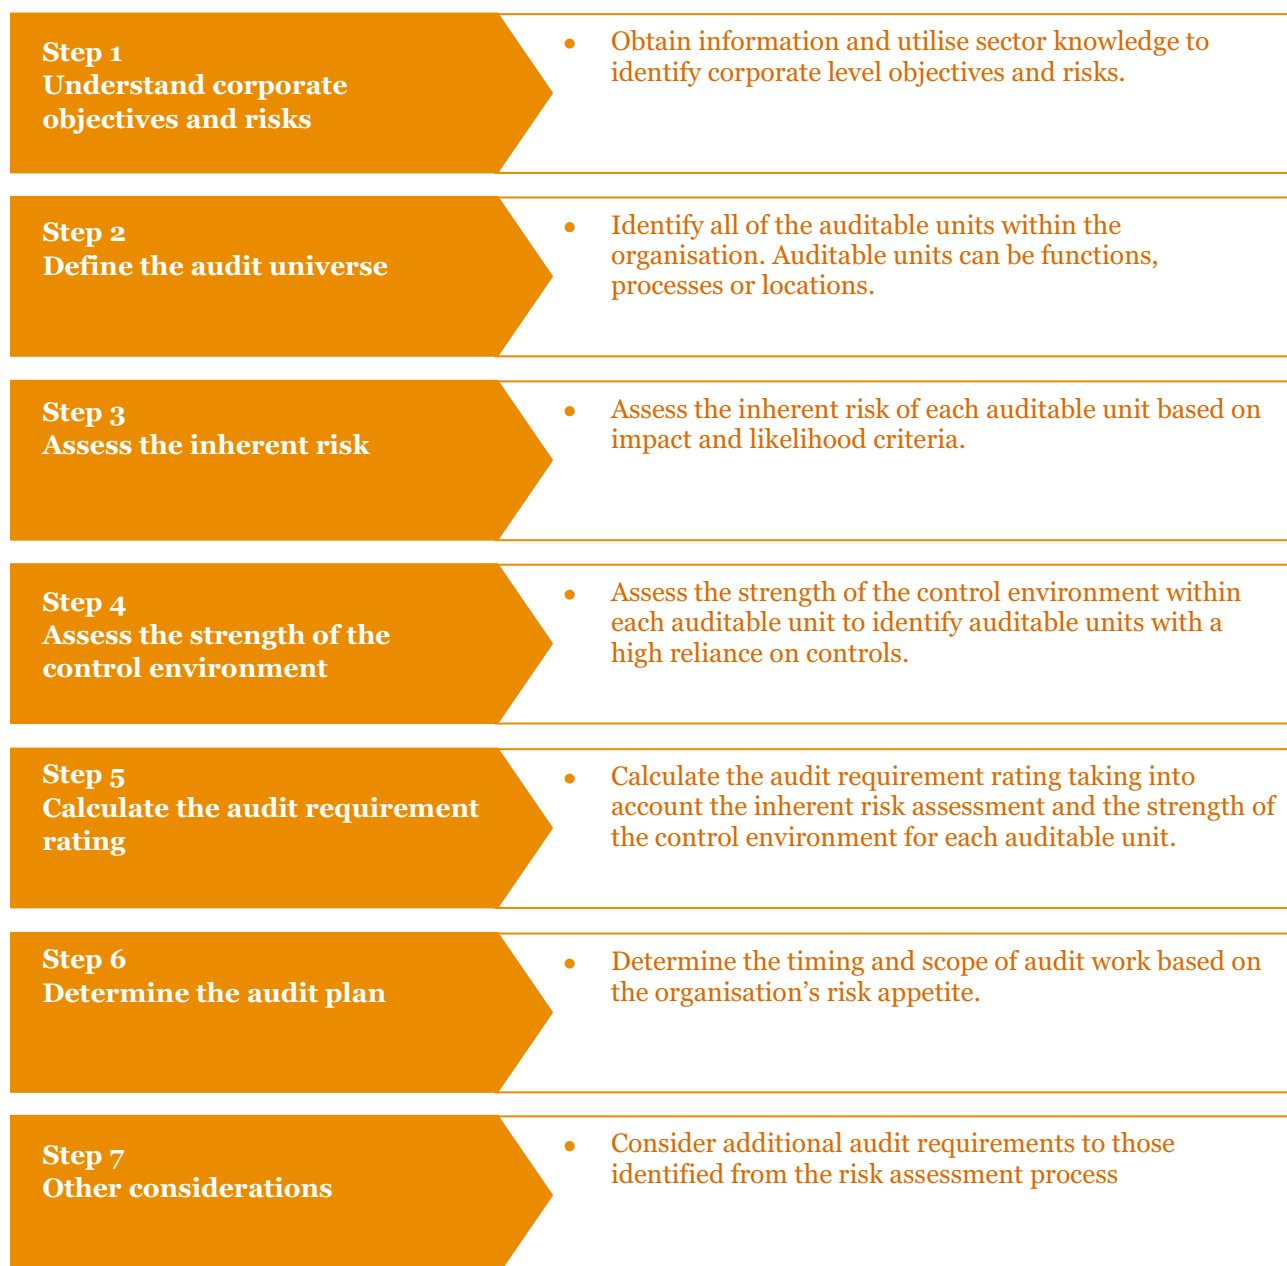 Step 1
Understand corporate
objectives and risks
● Obtain information and utilise sector knowledge to
identify corporate level objectives and risks.
Step 2
Define the audit universe
● Identify all of the auditable units within the
organisation. Auditable units can be functions,
processes or locations.
Step 3
Assess the inherent risk
● Assess the inherent risk of each auditable unit based on
impact and likelihood criteria.
Step 4
Assess the strength of the
control environment
● Assess the strength of the control environment within
each auditable unit to identify auditable units with a
high reliance on controls.
Step 5
Calculate the audit requirement
rating
● Calculate the audit requirement rating taking into
account the inherent risk assessment and the strength of
the control environment for each auditable unit.
Step 6
Determine the audit plan
● Determine the timing and scope of audit work based on
the organisation’s risk appetite.
Step 7
Other considerations
● Consider additional audit requirements to those
identified from the risk assessment process